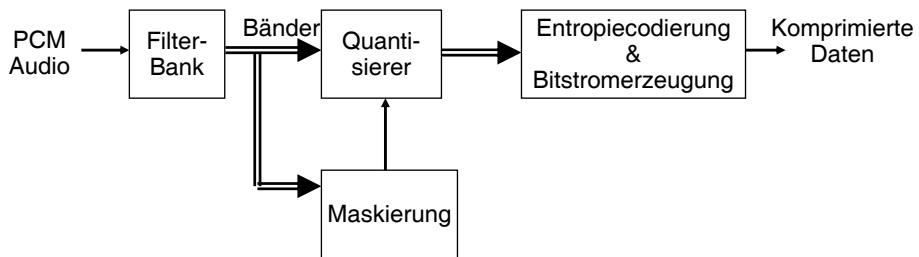 PCM
Audio
Filter-
Bank
Bänder
Quanti-
sierer
Entropiecodierung
&
Bitstromerzeugung
Komprimierte
Daten
Maskierung